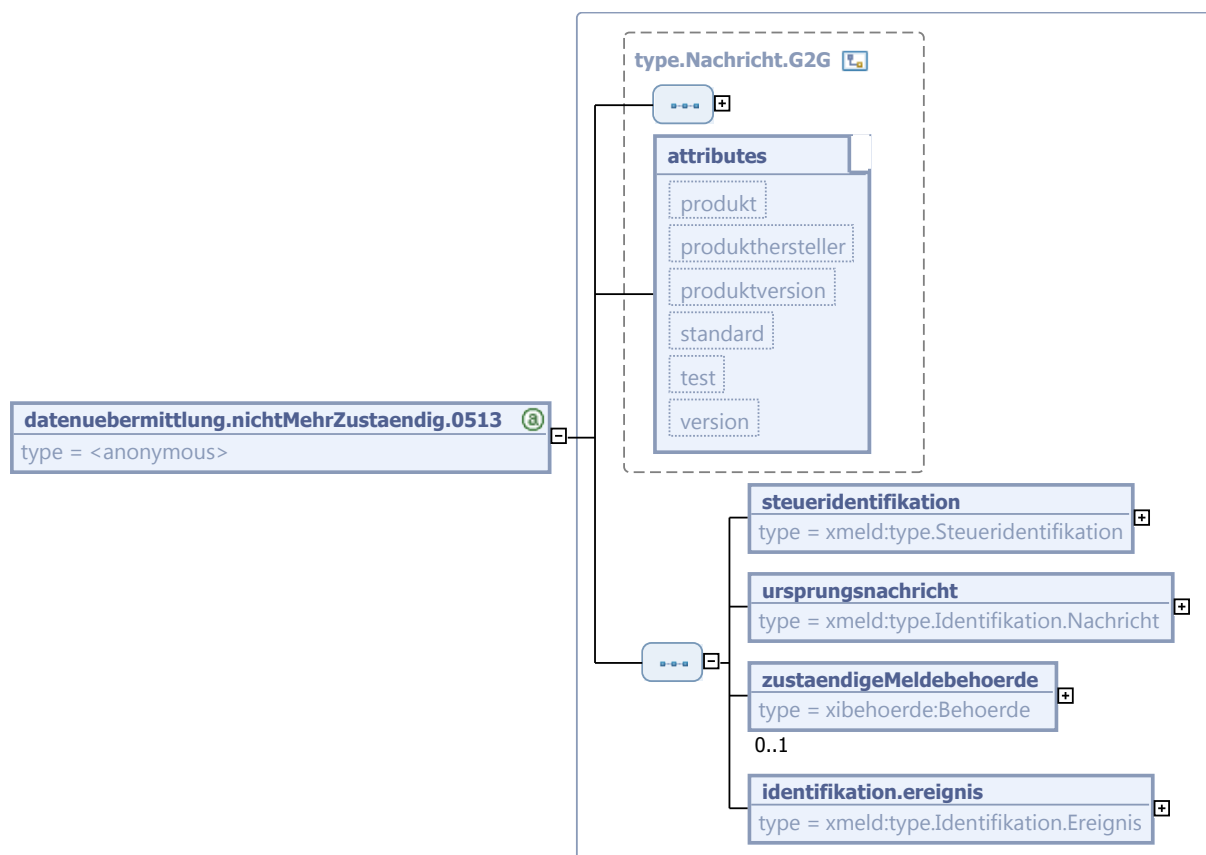 type.Nachricht.G2G
attributes
produkt
produkthersteller
produktversion
standard
test
version
datenuebermittlung.nichtMehrZustaendig.0513
type = <anonymous>
steueridentifikation
type = xmeld:type.Steueridentifikation
ursprungsnachricht
type = xmeld:type.Identifikation.Nachricht
zustaendigeMeldebehoerde
type = xibehoerde:Behoerde
0..1
identifikation.ereignis
type = xmeld:type.Identifikation.Ereignis